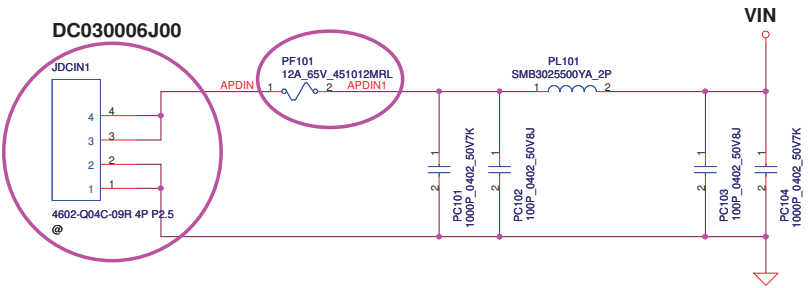 VIN
DC030006J00
JDCIN1
PF101
12A_65V_451012MRL
PL101
SMB3025500YA_2P
APDIN 1 2 APDIN1
1 2
4 4
3 3
2 2
1 1
4602-Q04C-09R 4P P2.5
@
1 2
PC101
1000P_0402_50V7K
1 2
PC102
100P_0402_50V8J
1 2
PC103
100P_0402_50V8J
1 2
PC104
1000P_0402_50V7K